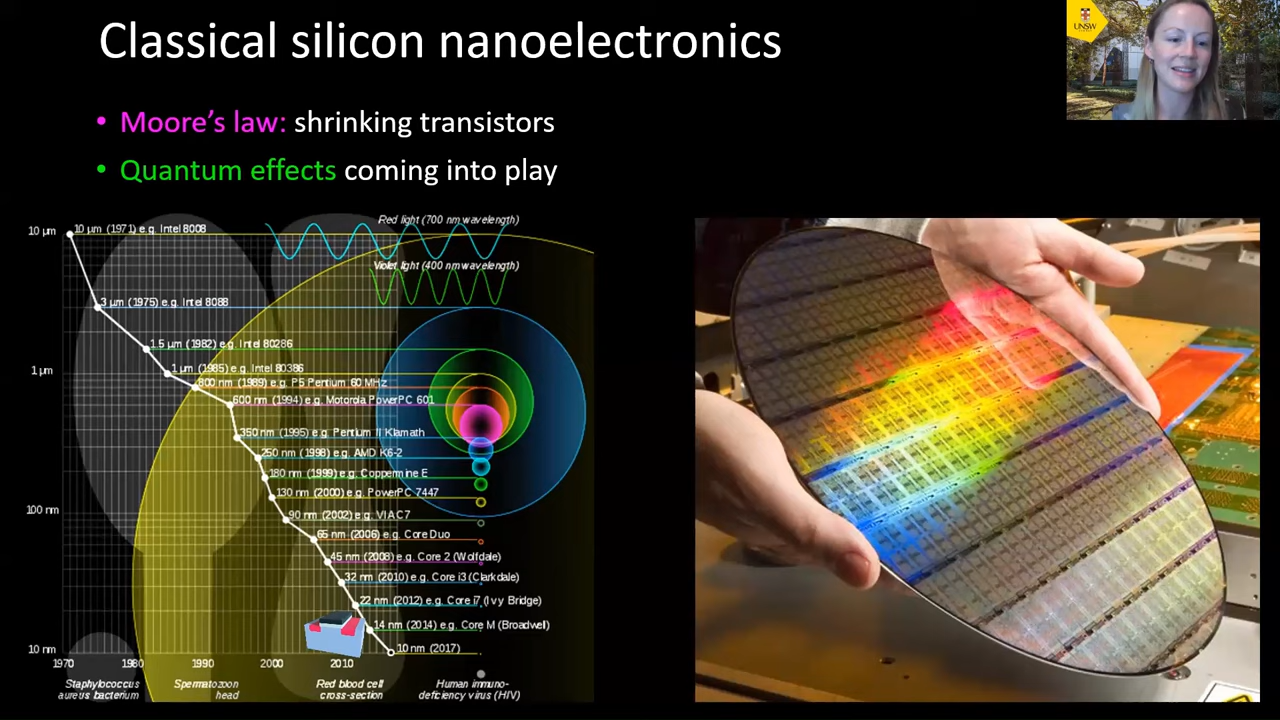 Classical silicon nanoelectronics
UNSW
• Moore's law: shrinking transistors
• Quantum effects coming into play
Red light (700 nm wavelength)
10 µm
10 µm (1971) e.g. Intel 8008
Violet light (400 nm wavelength)
3 µm (1975) e.g. Intel 8088
1.5 µm (1982) e.g. Intel 80286
1 µm
1 µm (1985) e.g. Intel 80386
800 nm (1989) e.g. P5 Pentium 60 MHz
600 nm (1994) e.g. Motorola PowerPC 601
350 nm (1995) e.g. Pentium II Klamath
250 nm (1998) e.g. AMD K6-2
180 nm (1999) e.g. Coppermine E
130 nm (2000) e.g. PowerPC 7447
100 nm
90 nm (2002) e.g. VIA C7
65 nm (2006) e.g. Core Duo
45 nm (2008) e.g. Core 2 (Wolfdale)
32 nm (2010) e.g. Core i3 (Clarkdale)
22 nm (2012) e.g. Core i7 (Ivy Bridge)
14 nm (2014) e.g. Core M (Broadwell)
10 nm
10 nm (2017)
1970 1980 1990 2000 2010
Staphylococcus
aureus bacterium
Spermatozoon
head
Red blood cell
cross-section
Human immuno-
deficiency virus (HIV)